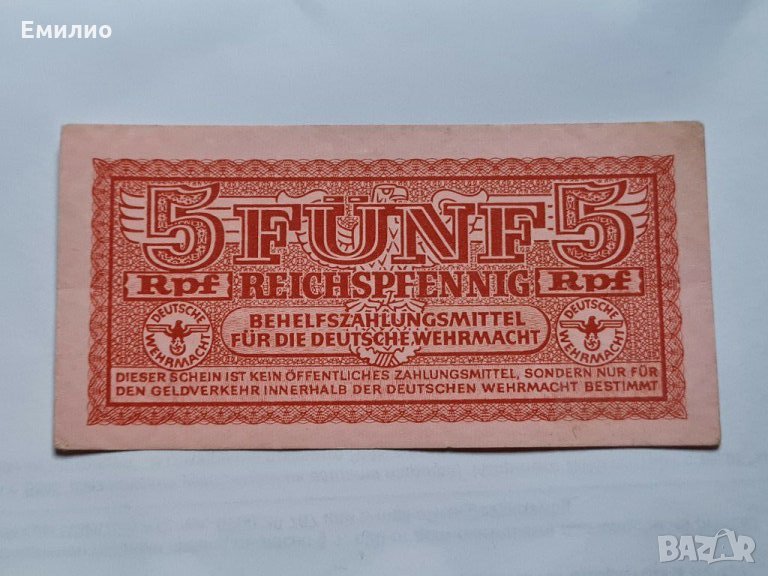 Емилио
5 FÜNF 5
Rpf REICHSPFENNIG Rpf
BEHELFSZAHLUNGSMITTEL
FÜR DIE DEUTSCHE WEHRMACHT
DEUTSCHE WEHRMACHT
DEUTSCHE WEHRMACHT
DIESER SCHEIN IST KEIN ÖFFENTLICHES ZAHLUNGSMITTEL, SONDERN NUR FÜR
DEN GELDVERKEHR INNERHALB DER DEUTSCHEN WEHRMACHT BESTIMMT
BAZAR